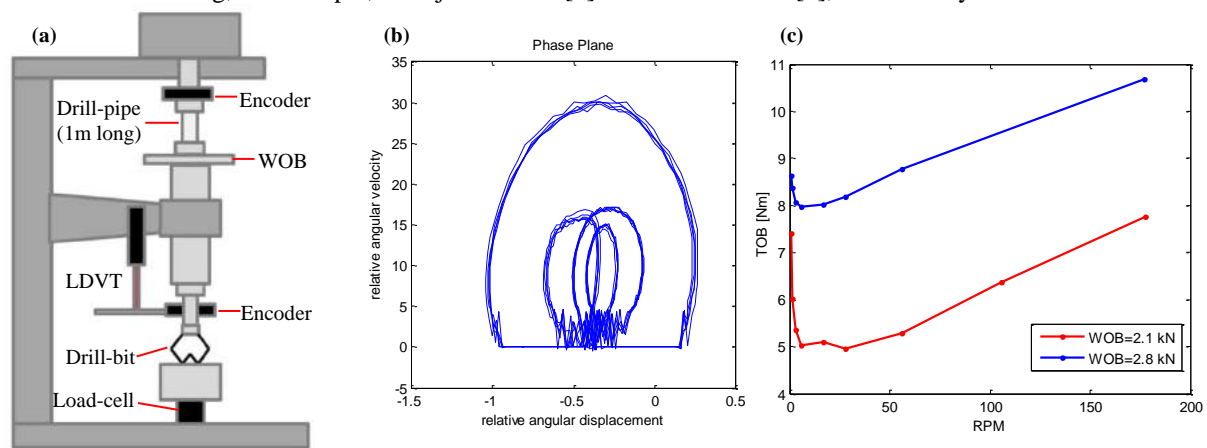 (a)
Encoder
Drill-pipe
(1m long)
WOB
LDVT
Encoder
Drill-bit
Load-cell
(b)
Phase Plane
35
30
25
20
15
10
5
0
-5
-1.5
-1
-0.5
0
0.5
relative angular velocity
relative angular displacement
(c)
11
10
9
8
7
6
5
4
0
50
100
150
200
TOB [Nm]
RPM
WOB=2.1 kN
WOB=2.8 kN